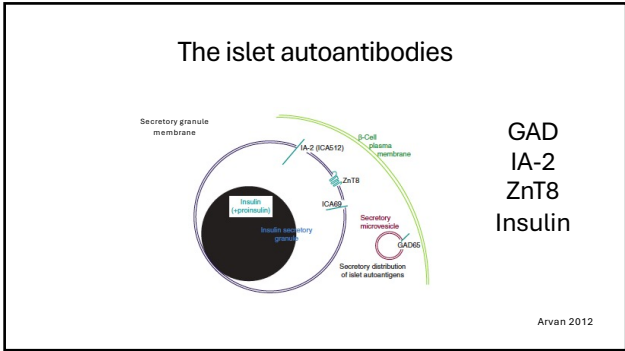 The islet autoantibodies
Secretory granule
membrane
β-Cell
plasma
membrane
IA-2 (ICA512)
ZnT8
ICA69
Insulin
(+proinsulin)
Insulin secretory
granule
Secretory
microvesicle
GAD65
Secretory distribution
of islet autoantigens
GAD
IA-2
ZnT8
Insulin
Arvan 2012